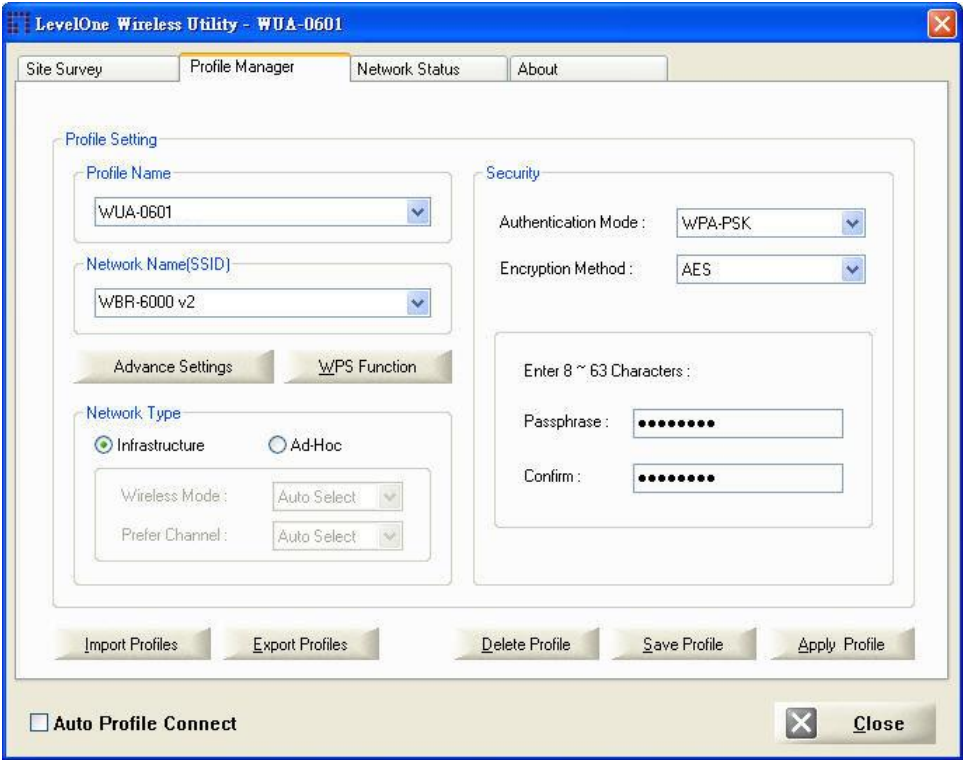 LevelOne Wireless Utility - WUA-0601
Site Survey
Profile Manager
Network Status
About
Profile Setting
Profile Name
WUA-0601
Network Name(SSID)
WBR-6000 v2
Advance Settings
WPS Function
Network Type
Infrastructure
Ad-Hoc
Wireless Mode :
Auto Select
Prefer Channel :
Auto Select
Security
Authentication Mode :
WPA-PSK
Encryption Method :
AES
Enter 8 ~ 63 Characters :
Passphrase :
●●●●●●●●
Confirm :
●●●●●●●●
Import Profiles
Export Profiles
Delete Profile
Save Profile
Apply Profile
Auto Profile Connect
Close